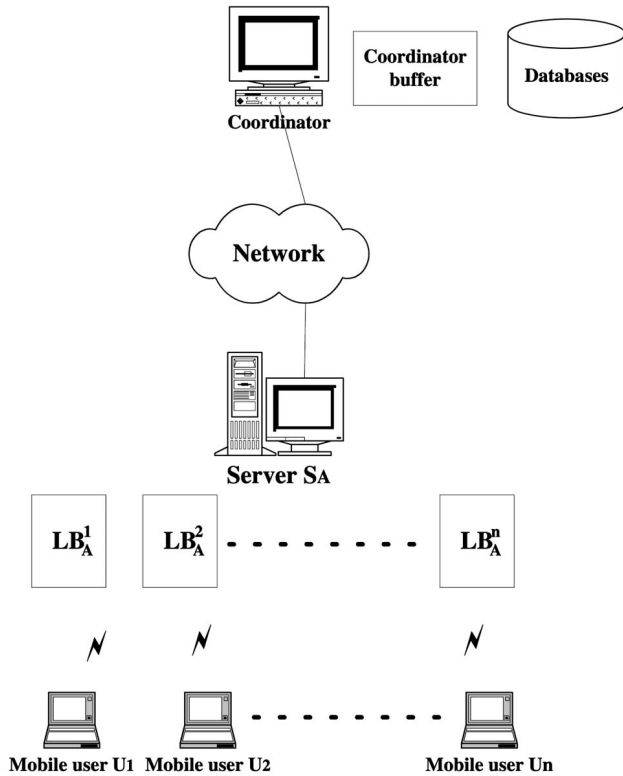 Coordinator
buffer
Databases
Coordinator
Network
Server SA
LB¹A
LB²A
LBⁿA
Mobile user U1
Mobile user U2
Mobile user Un